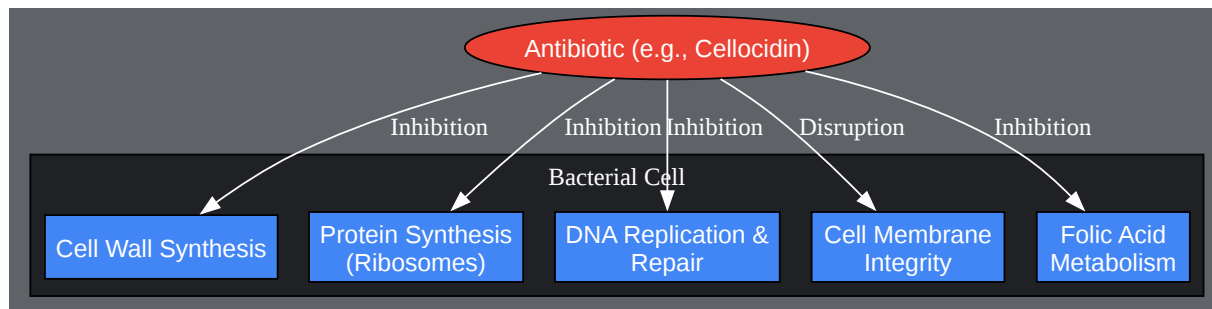 Antibiotic (e.g., Cellocidin)
Inhibition
Inhibition
Inhibition
Disruption
Inhibition
Bacterial Cell
Cell Wall Synthesis
Protein Synthesis
(Ribosomes)
DNA Replication &
Repair
Cell Membrane
Integrity
Folic Acid
Metabolism